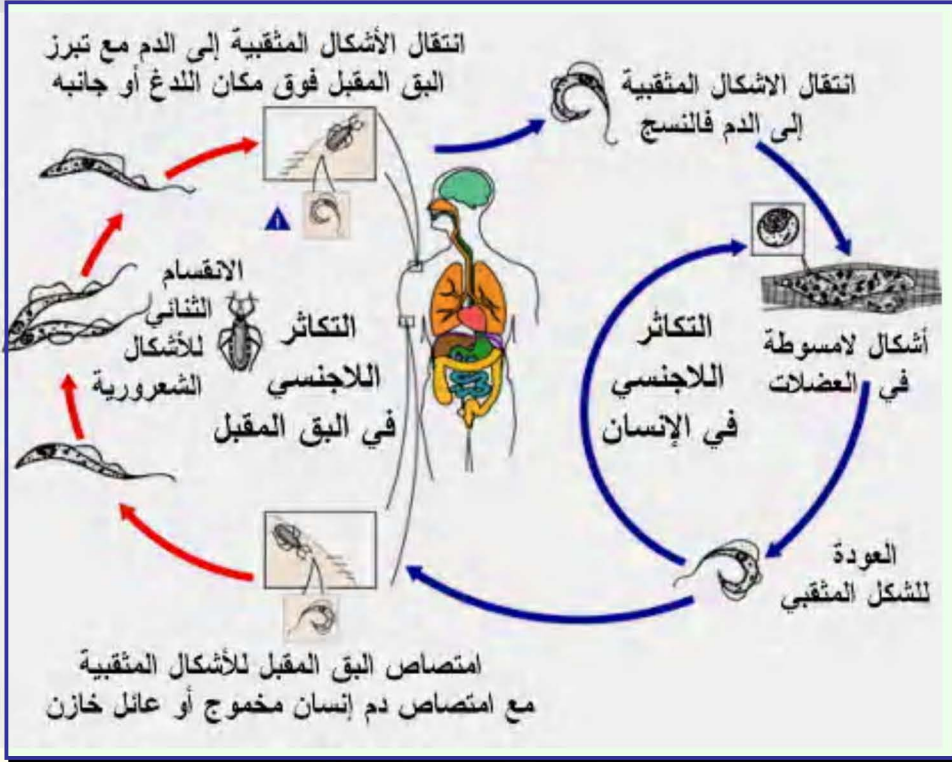 انتقال الأشكال المثقبية إلى الدم مع تبرز
البق المقبل فوق مكان اللدغ أو جانبه
انتقال الاشكال المثقبية
إلى الدم فالنسج
i
الانقسام
الثنائي
للأشكال
الشعرورية
التكاثر
اللاجنسي
في البق المقبل
التكاثر
اللاجنسي
في الإنسان
أشكال لامسوطة
في العضلات
العودة
للشكل المثقبي
امتصاص البق المقبل للأشكال المثقبية
مع امتصاص دم إنسان مخموج أو عائل خازن